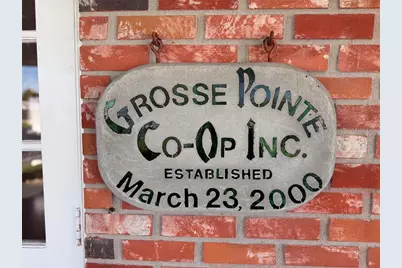 Grosse Pointe
Co-Op Inc.
ESTABLISHED
March 23, 2000